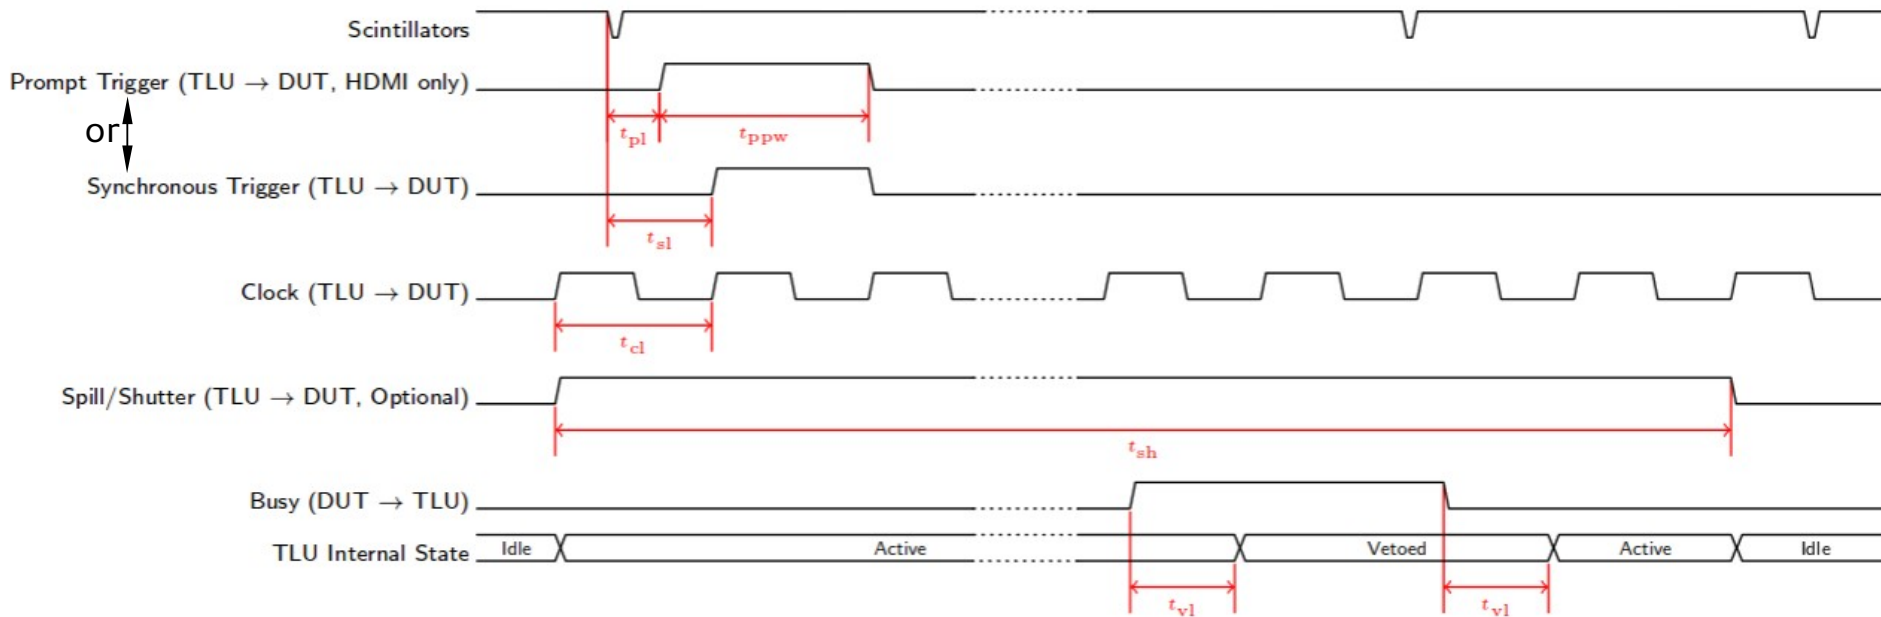 Scintillators
Prompt Trigger (TLU → DUT, HDMI only)
t_pl
t_ppw
or
Synchronous Trigger (TLU → DUT)
t_sl
Clock (TLU → DUT)
t_cl
Spill/Shutter (TLU → DUT, Optional)
t_sh
Busy (DUT → TLU)
TLU Internal State
Idle
Active
Vetoed
Active
Idle
t_vl
t_vl